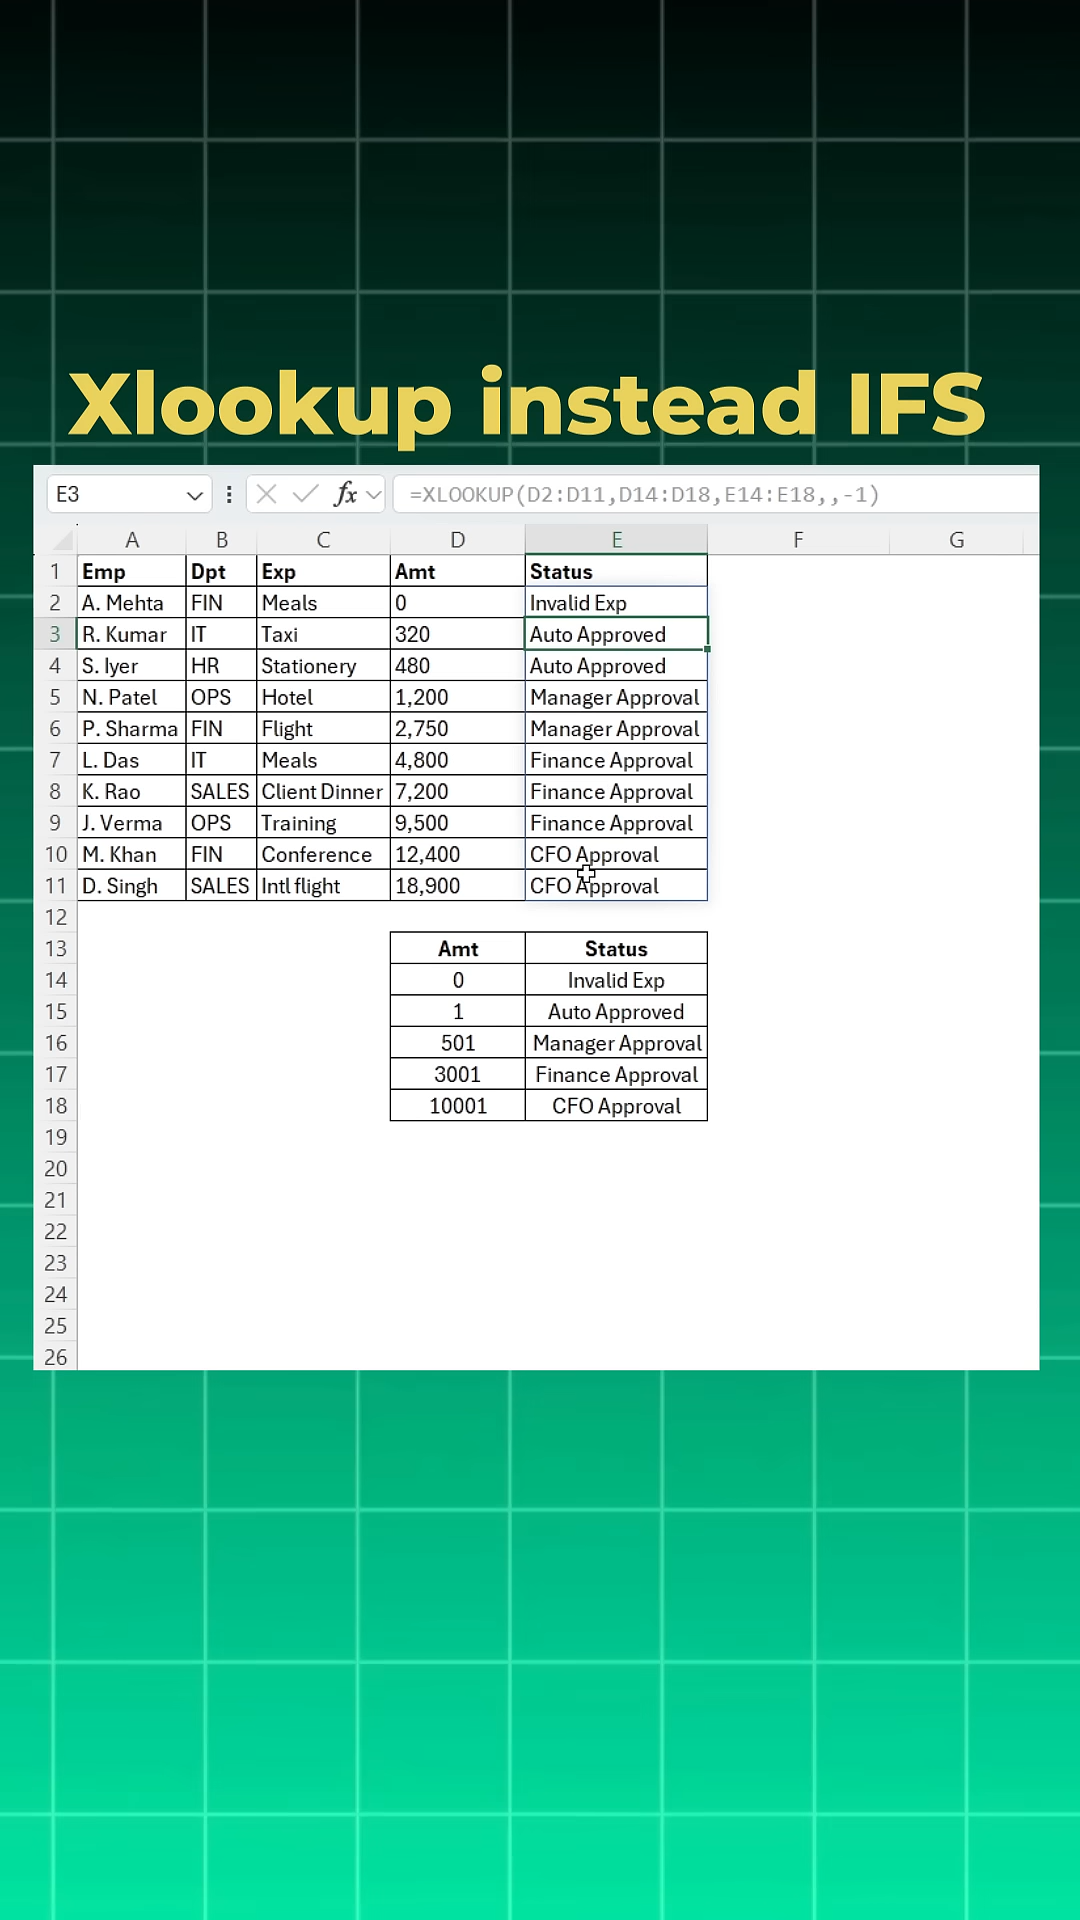 Xlookup instead IFS
E3 fx =XLOOKUP(D2:D11,D14:D18,E14:E18,,-1)
A B C D E F G
1 Emp Dpt Exp Amt Status
2 A. Mehta FIN Meals 0 Invalid Exp
3 R. Kumar IT Taxi 320 Auto Approved
4 S. Iyer HR Stationery 480 Auto Approved
5 N. Patel OPS Hotel 1,200 Manager Approval
6 P. Sharma FIN Flight 2,750 Manager Approval
7 L. Das IT Meals 4,800 Finance Approval
8 K. Rao SALES Client Dinner 7,200 Finance Approval
9 J. Verma OPS Training 9,500 Finance Approval
10 M. Khan FIN Conference 12,400 CFO Approval
11 D. Singh SALES Intl flight 18,900 CFO Approval
12
13 Amt Status
14 0 Invalid Exp
15 1 Auto Approved
16 501 Manager Approval
17 3001 Finance Approval
18 10001 CFO Approval
19
20
21
22
23
24
25
26